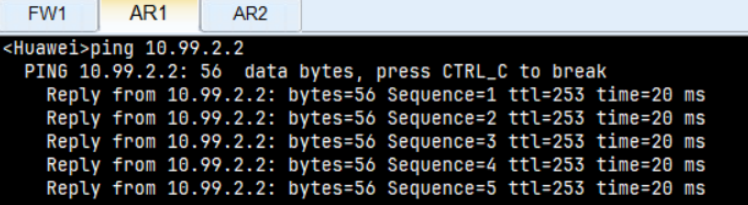 FW1 AR1 AR2
<Huawei>ping 10.99.2.2
PING 10.99.2.2: 56  data bytes, press CTRL_C to break
Reply from 10.99.2.2: bytes=56 Sequence=1 ttl=253 time=20 ms
Reply from 10.99.2.2: bytes=56 Sequence=2 ttl=253 time=20 ms
Reply from 10.99.2.2: bytes=56 Sequence=3 ttl=253 time=20 ms
Reply from 10.99.2.2: bytes=56 Sequence=4 ttl=253 time=20 ms
Reply from 10.99.2.2: bytes=56 Sequence=5 ttl=253 time=20 ms